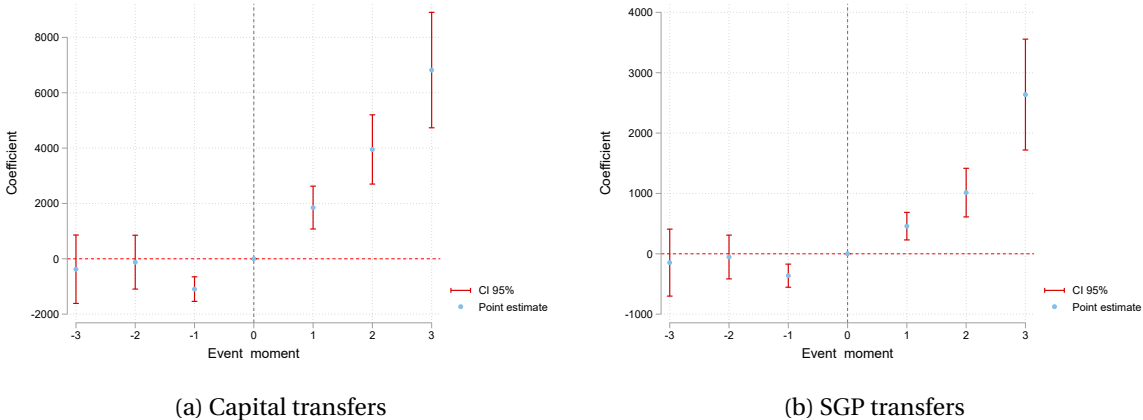 8000
6000
4000
2000
0
-2000
Coefficient
-3 -2 -1 0 1 2 3
Event moment
CI 95%
Point estimate
(a) Capital transfers
4000
3000
2000
1000
0
-1000
Coefficient
-3 -2 -1 0 1 2 3
Event moment
CI 95%
Point estimate
(b) SGP transfers